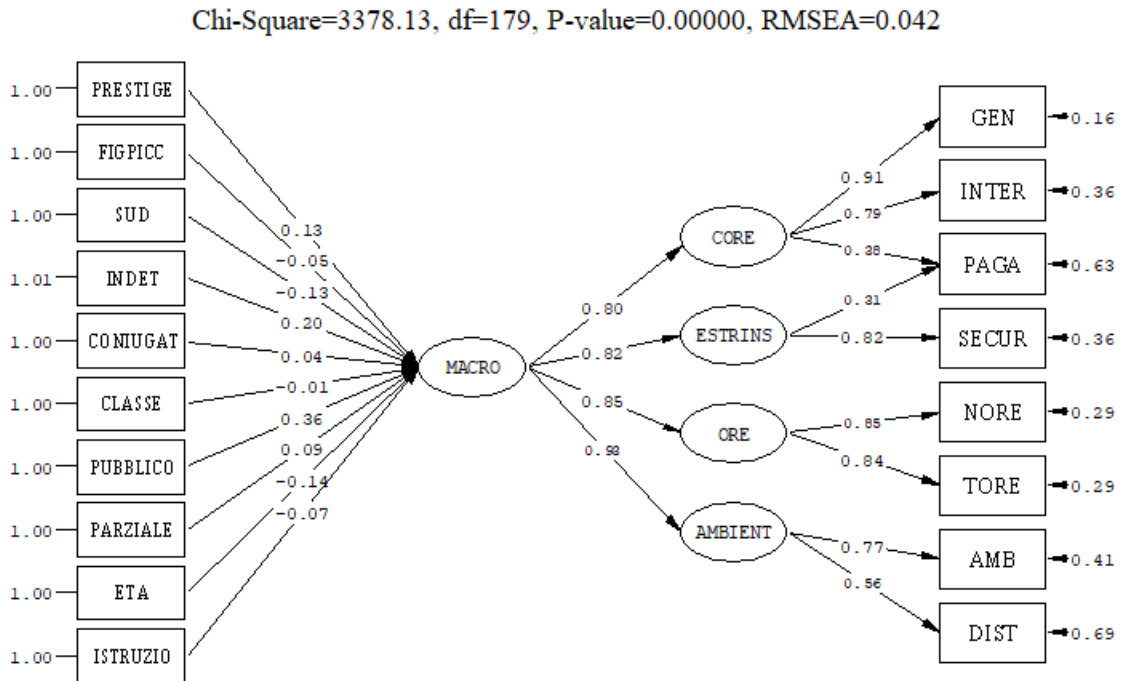 Chi-Square=3378.13, df=179, P-value=0.00000, RMSEA=0.042
1.00 PRESTIGE
1.00 FIGPICC
1.00 SUD
1.01 INDET
1.00 CONIUGAT
1.00 CLASSE
1.00 PUBBLICO
1.00 PARZIALE
1.00 ETA
1.00 ISTRUZIO
0.13
-0.05
-0.13
0.20
0.04
-0.01
0.36
0.09
-0.14
-0.07
MACRO
0.80
0.82
0.85
0.93
CORE
ESTRINS
ORE
AMBIENT
0.91
0.79
0.38
0.31
0.82
0.85
0.84
0.77
0.56
GEN 0.16
INTER 0.36
PAGA 0.63
SECUR 0.36
NORE 0.29
TORE 0.29
AMB 0.41
DIST 0.69